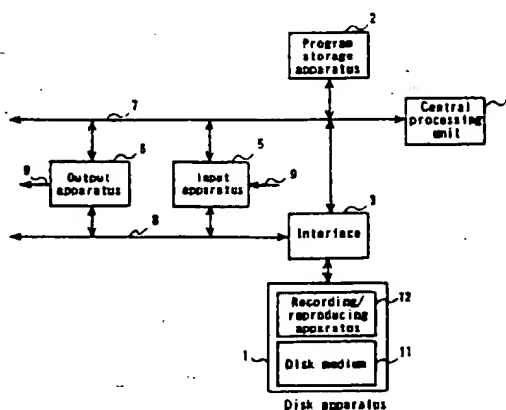 2
Program
storage
apparatus
7
Central
processing
unit
6
5
9
Output
apparatus
Input
apparatus
9
8
3
Interface
Recording/
reproducing
apparatus
12
1
Disk medium
11
Disk apparatus